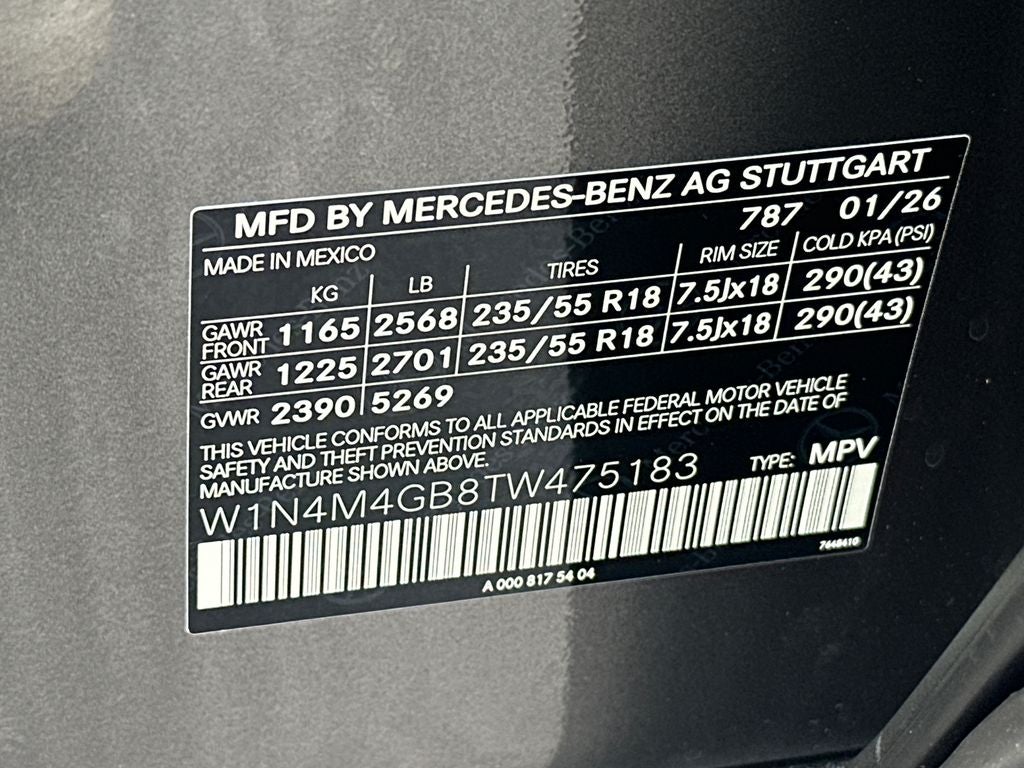 MFD BY MERCEDES-BENZ AG STUTTGART
787 01/26
MADE IN MEXICO
KG LB TIRES RIM SIZE COLD KPA (PSI)
GAWR FRONT 1165 2568 235/55 R18 7.5Jx18 290(43)
GAWR REAR 1225 2701 235/55 R18 7.5Jx18 290(43)
GVWR 2390 5269
THIS VEHICLE CONFORMS TO ALL APPLICABLE FEDERAL MOTOR VEHICLE
SAFETY AND THEFT PREVENTION STANDARDS IN EFFECT ON THE DATE OF
MANUFACTURE SHOWN ABOVE.
W1N4M4GB8TW475183 TYPE: MPV
A 000 817 54 04
7448410